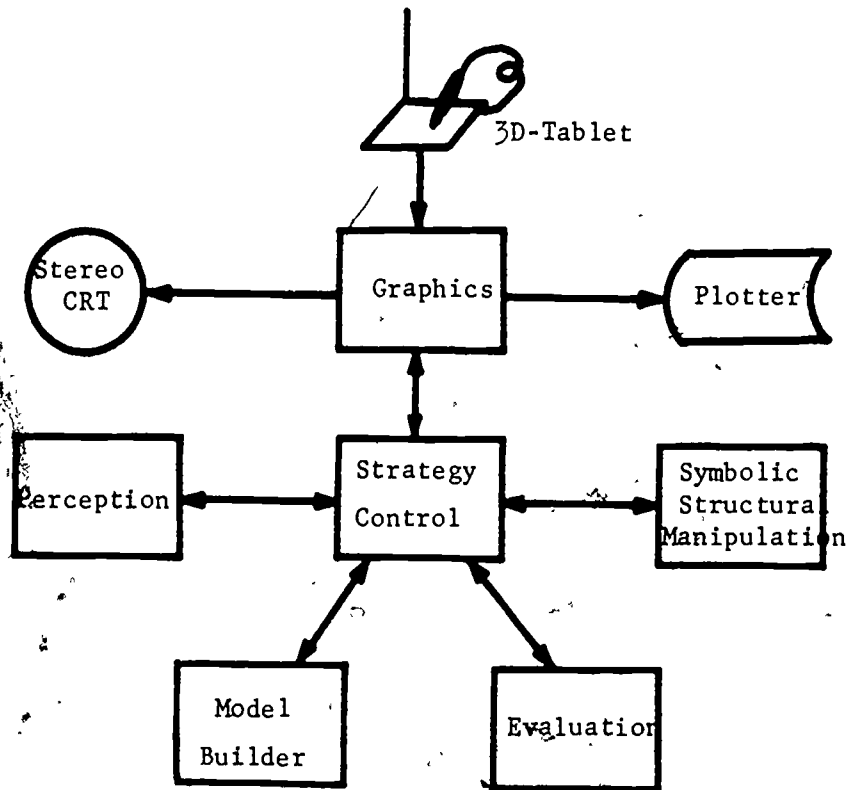 3D-Tablet
Stereo
CRT
Graphics
Plotter
Perception
Strategy
Control
Symbolic
Structural
Manipulation
Model
Builder
Evaluation